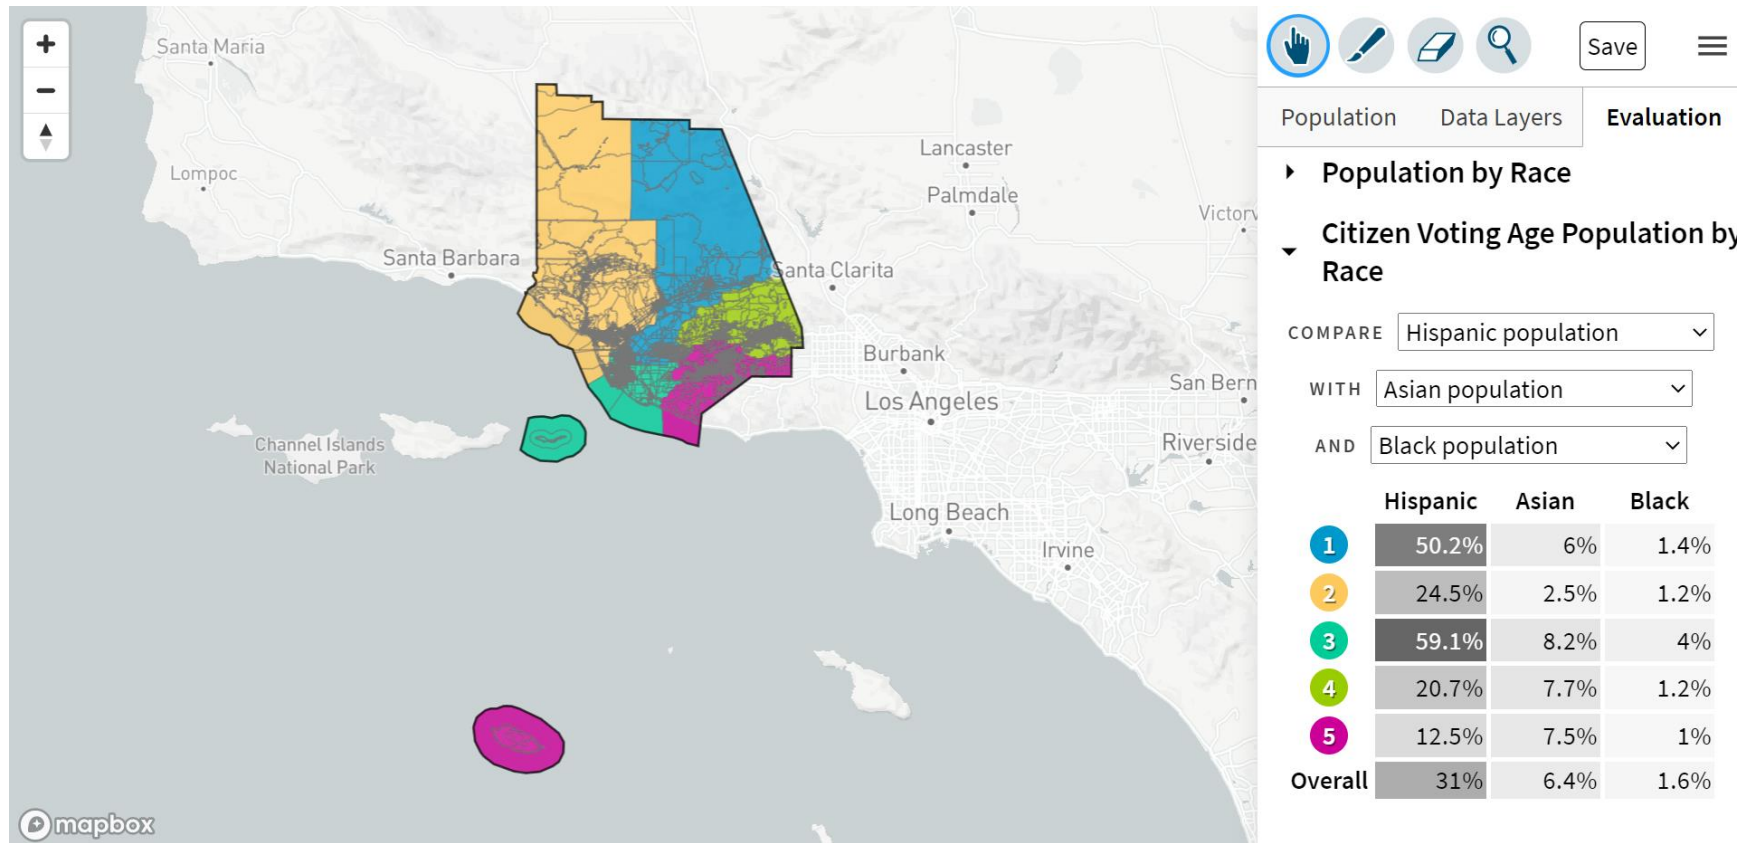 Santa Maria
Lompoc
Santa Barbara
Lancaster
Palmdale
Victorv
Santa Clarita
Burbank
Los Angeles
San Bern
Riverside
Channel Islands
National Park
Long Beach
Irvine
mapbox
Save
Population Data Layers Evaluation
Population by Race
Citizen Voting Age Population by
Race
COMPARE Hispanic population
WITH Asian population
AND Black population
Hispanic Asian Black
1 50.2% 6% 1.4%
2 24.5% 2.5% 1.2%
3 59.1% 8.2% 4%
4 20.7% 7.7% 1.2%
5 12.5% 7.5% 1%
Overall 31% 6.4% 1.6%